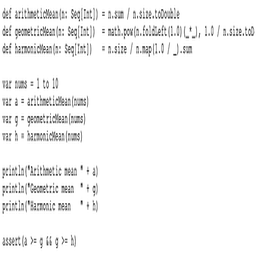 def arithmeticMean(n: Seq[Int]) = n.sum / n.size.toDouble
def geometricMean(n: Seq[Int])  = math.pow(n.foldLeft(1.0)(_*_), 1.0 / n.size.toD
def harmonicMean(n: Seq[Int])   = n.size / n.map(1.0 / _).sum
var nums = 1 to 10
var a = arithmeticMean(nums)
var g = geometricMean(nums)
var h = harmonicMean(nums)
println("Arithmetic mean " + a)
println("Geometric mean  " + g)
println("Harmonic mean   " + h)
assert(a >= g && g >= h)